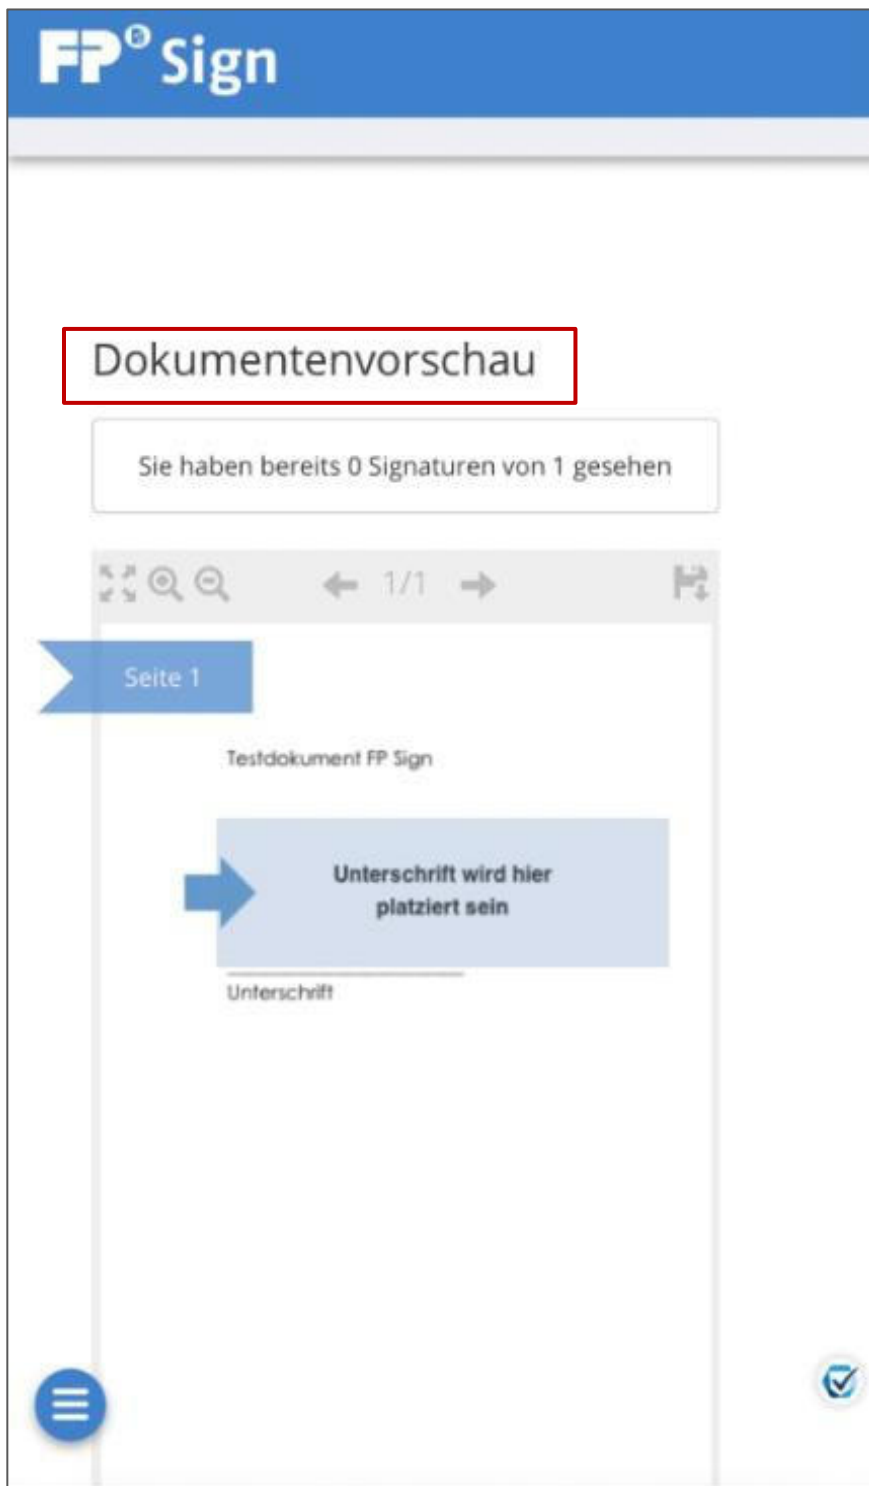 FP Sign
Dokumentenvorschau
Sie haben bereits 0 Signaturen von 1 gesehen
1/1
Seite 1
Testdokument FP Sign
Unterschrift wird hier
platziert sein
Unterschrift